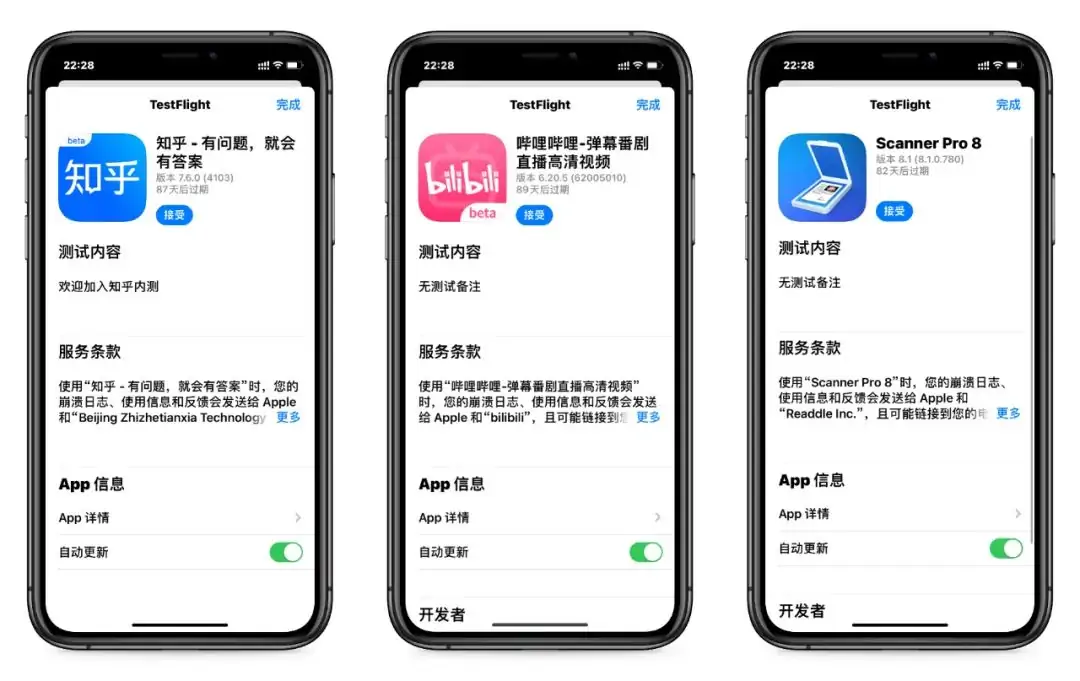 22:28
TestFlight
完成
beta
知乎
知乎 - 有问题，就会
有答案
版本 7.6.0 (4103)
87天后过期
接受
测试内容
欢迎加入知乎内测
服务条款
使用“知乎 - 有问题，就会有答案”时，您的
崩溃日志、使用信息和反馈会发送给 Apple
和“Beijing Zhizhetianxia Technology
更多
App 信息
App 详情
自动更新
22:28
TestFlight
完成
bilibili
beta
哔哩哔哩-弹幕番剧
直播高清视频
版本 6.20.5 (62005010)
89天后过期
接受
测试内容
无测试备注
服务条款
使用“哔哩哔哩-弹幕番剧直播高清视频”
时，您的崩溃日志、使用信息和反馈会发送
给 Apple 和“bilibili”，且可能链接到
更多
App 信息
App 详情
自动更新
开发者
22:28
TestFlight
完成
Scanner Pro 8
版本 8.1 (8.1.0.780)
82天后过期
接受
测试内容
无测试备注
服务条款
使用“Scanner Pro 8”时，您的崩溃日志、
使用信息和反馈会发送给 Apple 和
“Readdle Inc.”，且可能链接到您的
更多
App 信息
App 详情
自动更新
开发者